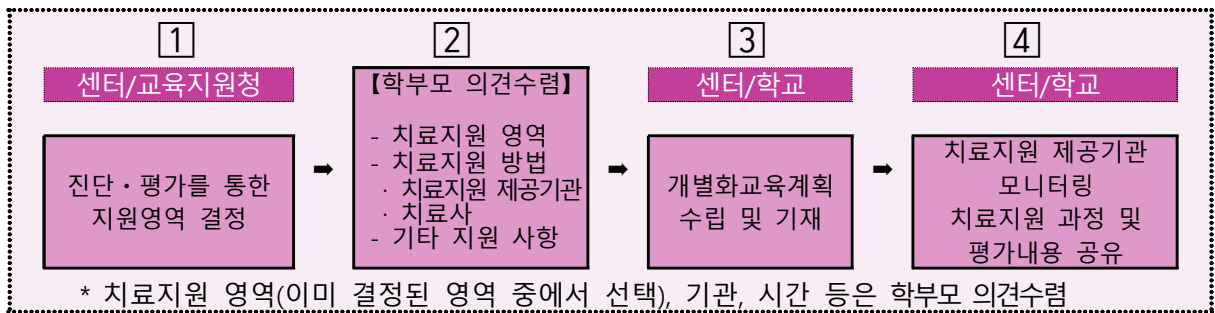 1
센터/교육지원청
진단・평가를 통한
지원영역 결정
➡
2
【학부모 의견수렴】
- 치료지원 영역
- 치료지원 방법
· 치료지원 제공기관
· 치료사
- 기타 지원 사항
➡
3
센터/학교
개별화교육계획
수립 및 기재
➡
4
센터/학교
치료지원 제공기관
모니터링
치료지원 과정 및
평가내용 공유
* 치료지원 영역(이미 결정된 영역 중에서 선택), 기관, 시간 등은 학부모 의견수렴